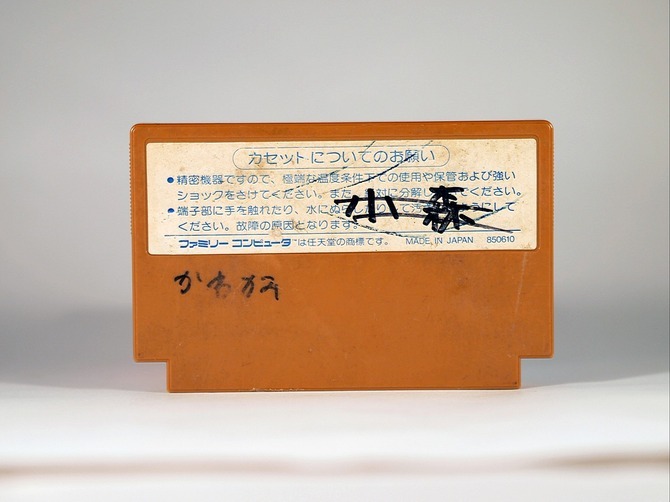 カセットについてのお願い
●精密機器ですので、極端な温度条件下での使用や保管および強い
ショックをさけてください。また、絶対に分解しないでください。
●端子部に手を触れたり、水にぬらしたりして汚さないようにして
ください。故障の原因となります。
小森
ファミリーコンピュータ™は任天堂の商標です。 MADE IN JAPAN 850610
かわかみ